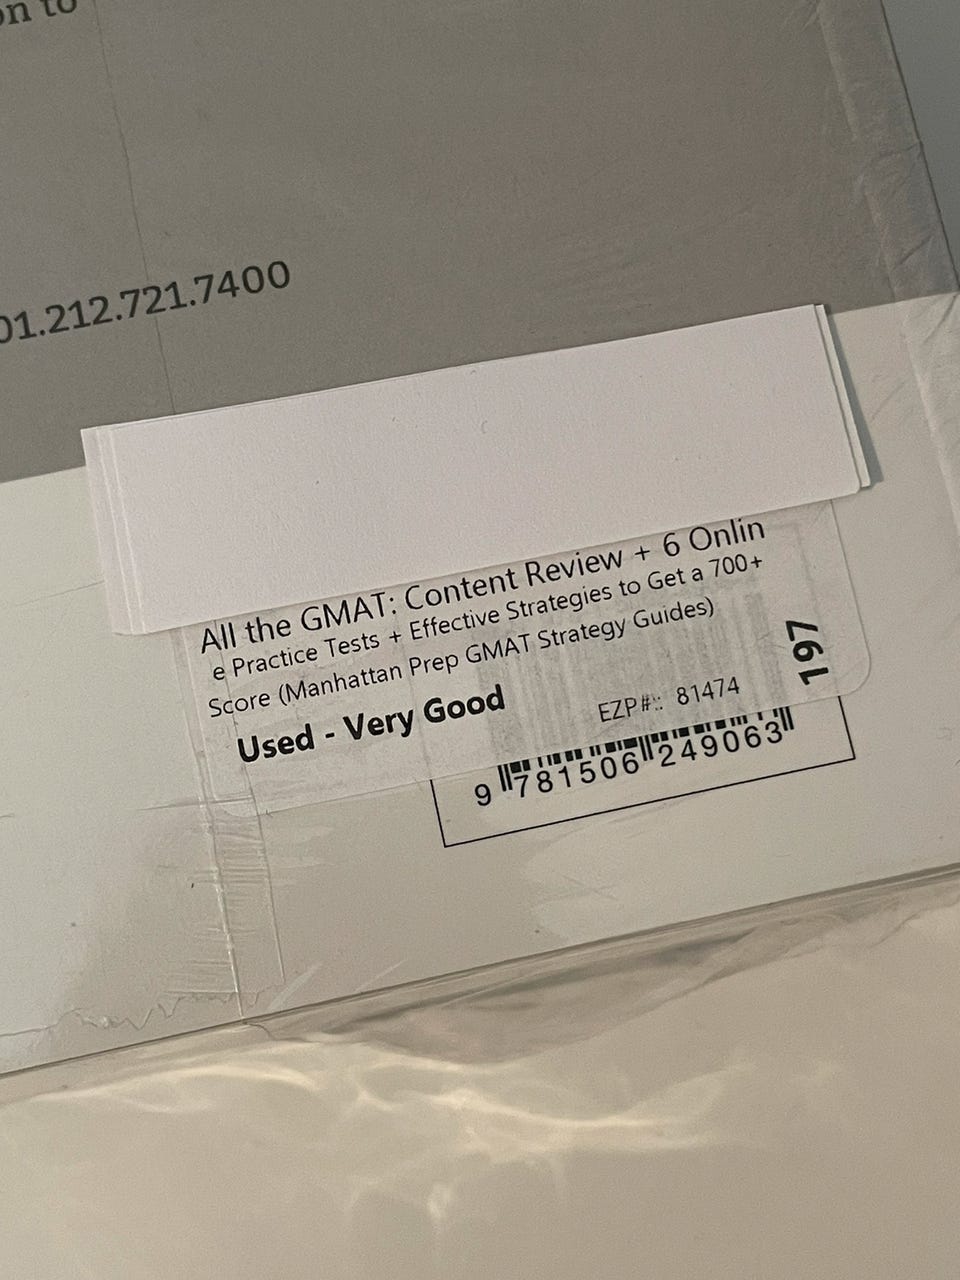 on to
01.212.721.7400
All the GMAT: Content Review + 6 Onlin
e Practice Tests + Effective Strategies to Get a 700+
Score (Manhattan Prep GMAT Strategy Guides)
197
Used - Very Good
EZP#:: 81474
9 781506 249063